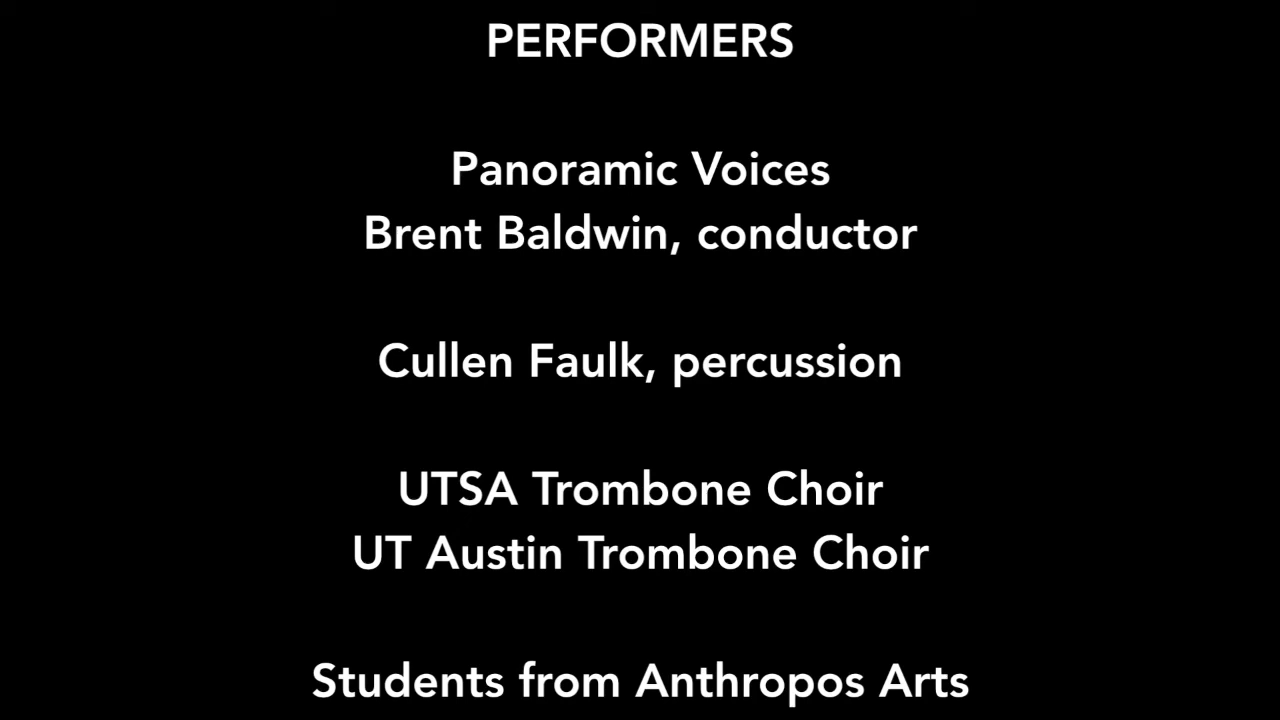 PERFORMERS
Panoramic Voices
Brent Baldwin, conductor
Cullen Faulk, percussion
UTSA Trombone Choir
UT Austin Trombone Choir
Students from Anthropos Arts